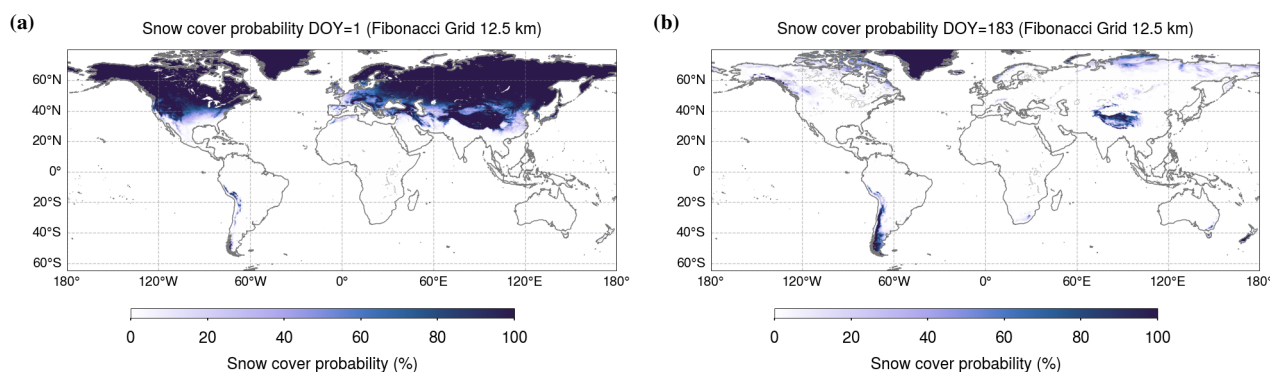 (a)
Snow cover probability DOY=1 (Fibonacci Grid 12.5 km)
60°N
40°N
20°N
0°
20°S
40°S
60°S
180° 120°W 60°W 0° 60°E 120°E 180°
0 20 40 60 80 100
Snow cover probability (%)
(b)
Snow cover probability DOY=183 (Fibonacci Grid 12.5 km)
60°N
40°N
20°N
0°
20°S
40°S
60°S
180° 120°W 60°W 0° 60°E 120°E 180°
0 20 40 60 80 100
Snow cover probability (%)